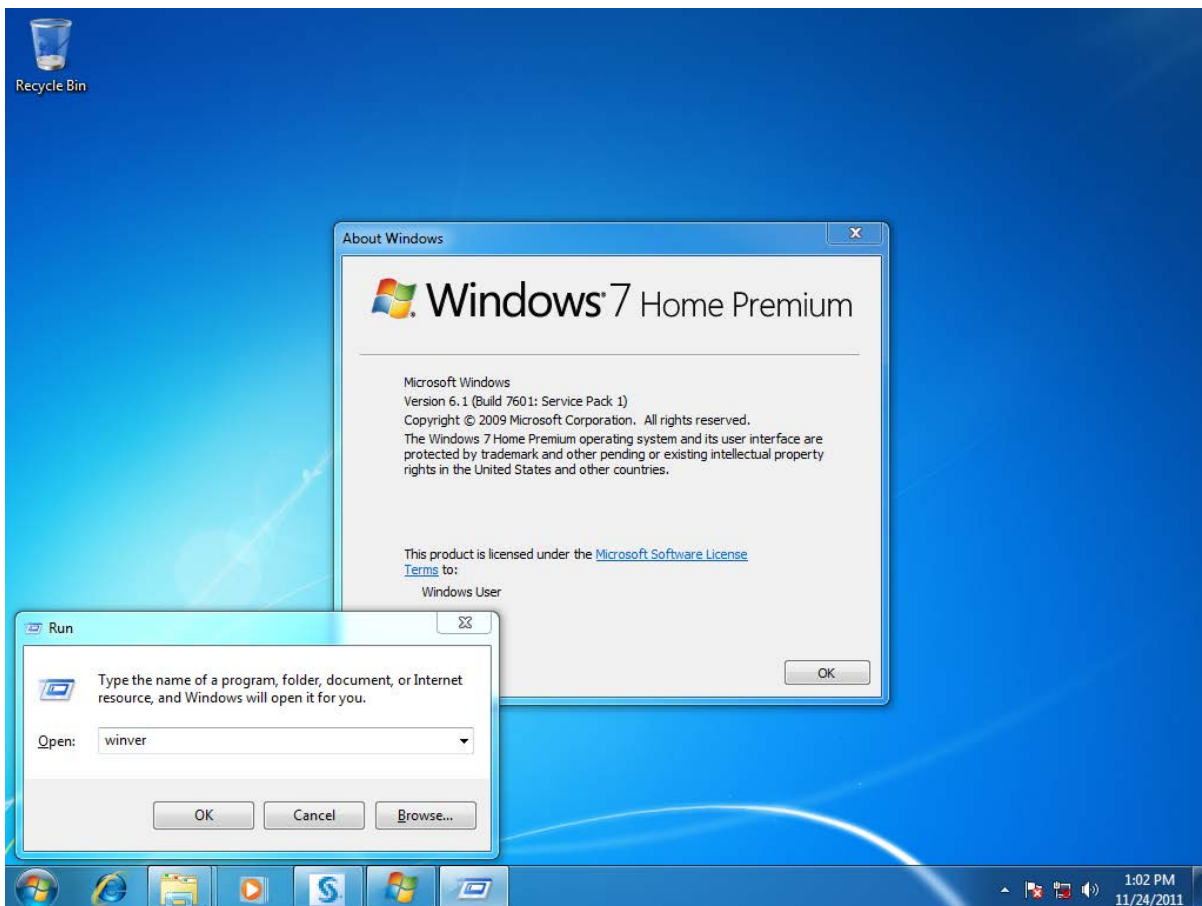 Recycle Bin
About Windows
Windows 7 Home Premium
Microsoft Windows
Version 6.1 (Build 7601: Service Pack 1)
Copyright © 2009 Microsoft Corporation. All rights reserved.
The Windows 7 Home Premium operating system and its user interface are
protected by trademark and other pending or existing intellectual property
rights in the United States and other countries.
This product is licensed under the Microsoft Software License
Terms to:
Windows User
OK
Run
Type the name of a program, folder, document, or Internet
resource, and Windows will open it for you.
Open: winver
OK Cancel Browse...
1:02 PM
11/24/2011